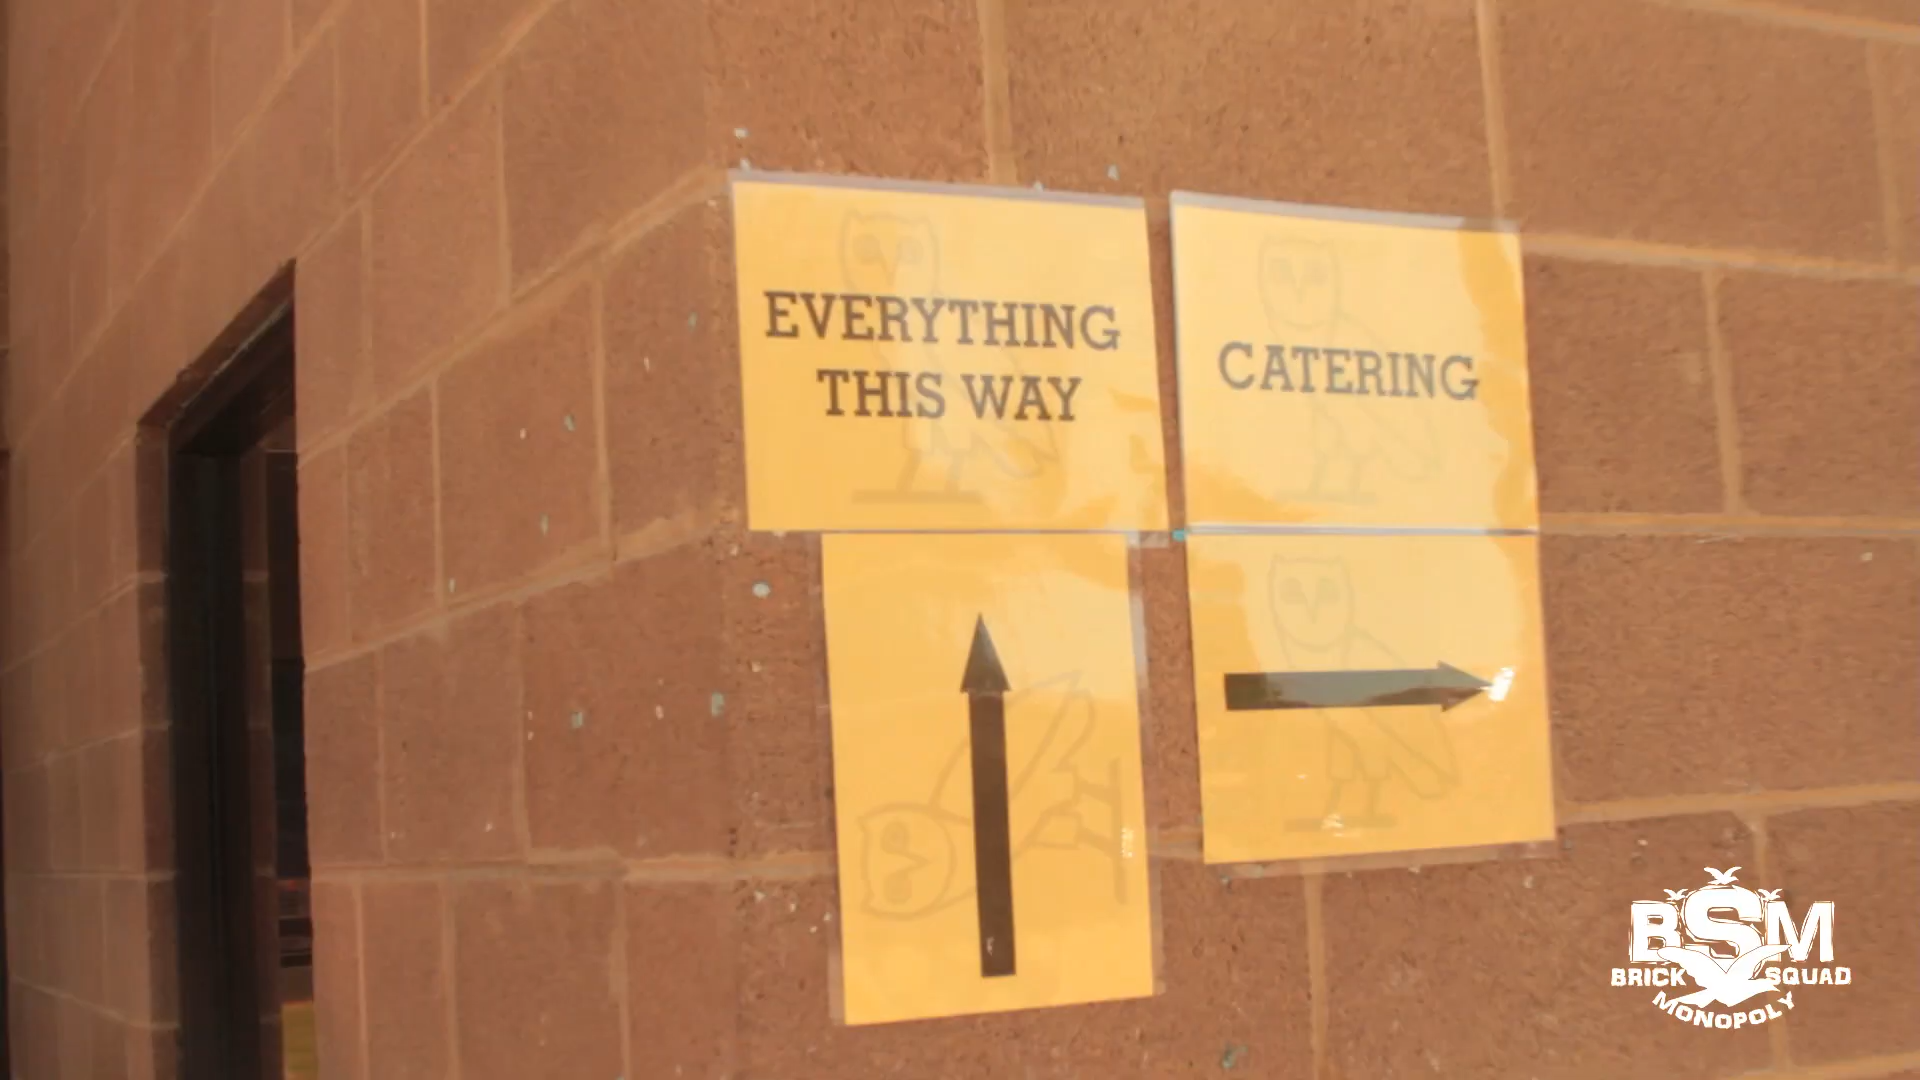 EVERYTHING
THIS WAY
CATERING
BSM
BRICK SQUAD
MONOPOLY